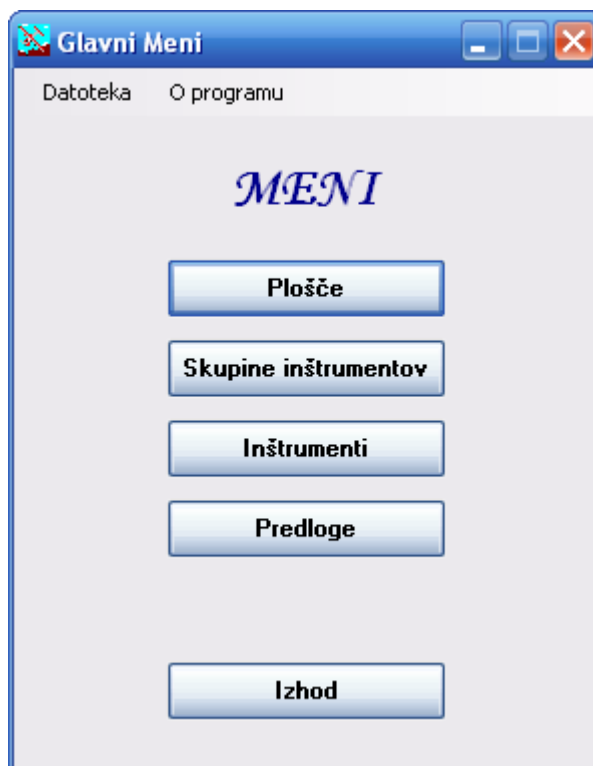 Glavni Meni
Datoteka O programu
MENI
Plošče
Skupine inštrumentov
Inštrumenti
Predloge
Izhod